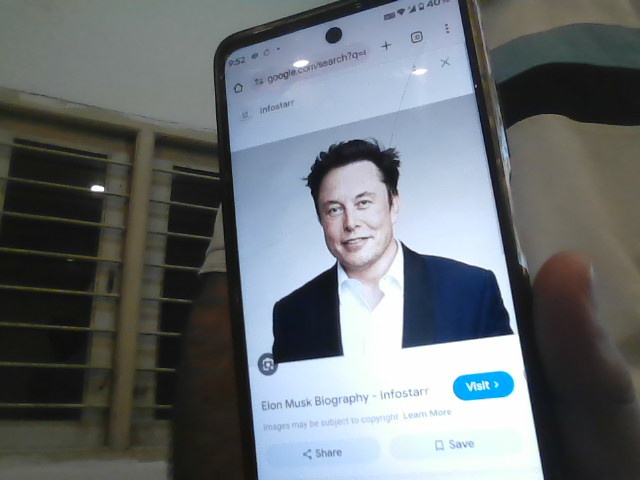 9:52 40%
google.com/search?q=
infostarr
Elon Musk Biography - Infostarr
Visit >
Images may be subject to copyright Learn More
Share
Save